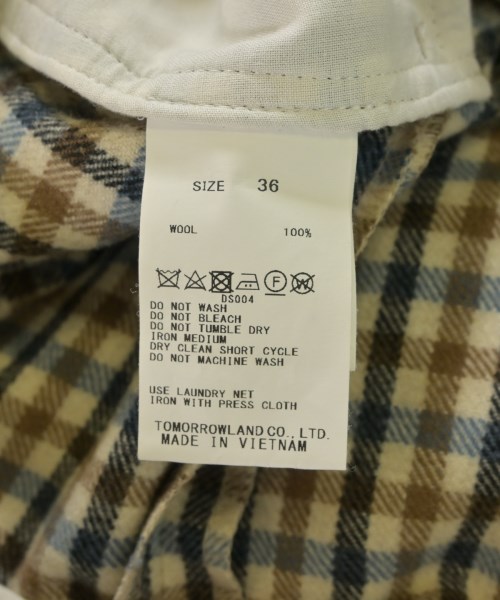 SIZE 36
WOOL 100%
F W
DS004
DO NOT WASH
DO NOT BLEACH
DO NOT TUMBLE DRY
IRON MEDIUM
DRY CLEAN SHORT CYCLE
DO NOT MACHINE WASH
USE LAUNDRY NET
IRON WITH PRESS CLOTH
TOMORROWLAND CO., LTD.
MADE IN VIETNAM